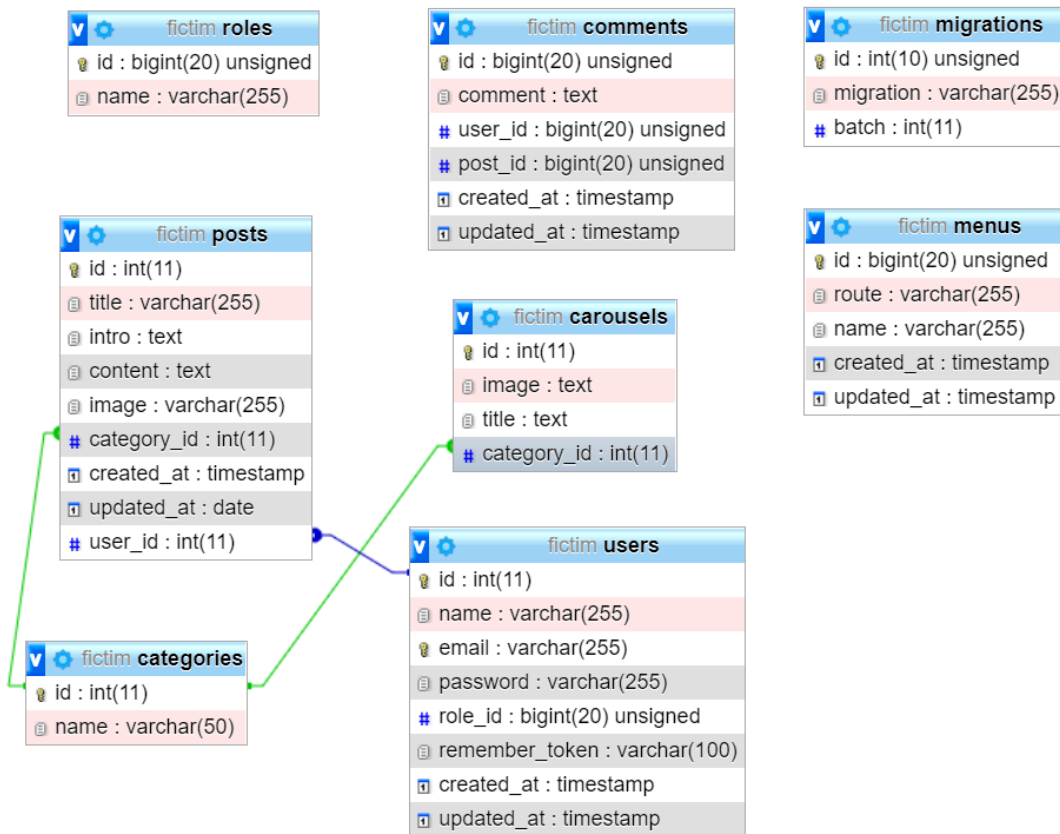 fictim roles
id : bigint(20) unsigned
name : varchar(255)
fictim comments
id : bigint(20) unsigned
comment : text
user_id : bigint(20) unsigned
post_id : bigint(20) unsigned
created_at : timestamp
updated_at : timestamp
fictim migrations
id : int(10) unsigned
migration : varchar(255)
batch : int(11)
fictim posts
id : int(11)
title : varchar(255)
intro : text
content : text
image : varchar(255)
category_id : int(11)
created_at : timestamp
updated_at : date
user_id : int(11)
fictim carousels
id : int(11)
image : text
title : text
category_id : int(11)
fictim menus
id : bigint(20) unsigned
route : varchar(255)
name : varchar(255)
created_at : timestamp
updated_at : timestamp
fictim categories
id : int(11)
name : varchar(50)
fictim users
id : int(11)
name : varchar(255)
email : varchar(255)
password : varchar(255)
role_id : bigint(20) unsigned
remember_token : varchar(100)
created_at : timestamp
updated_at : timestamp